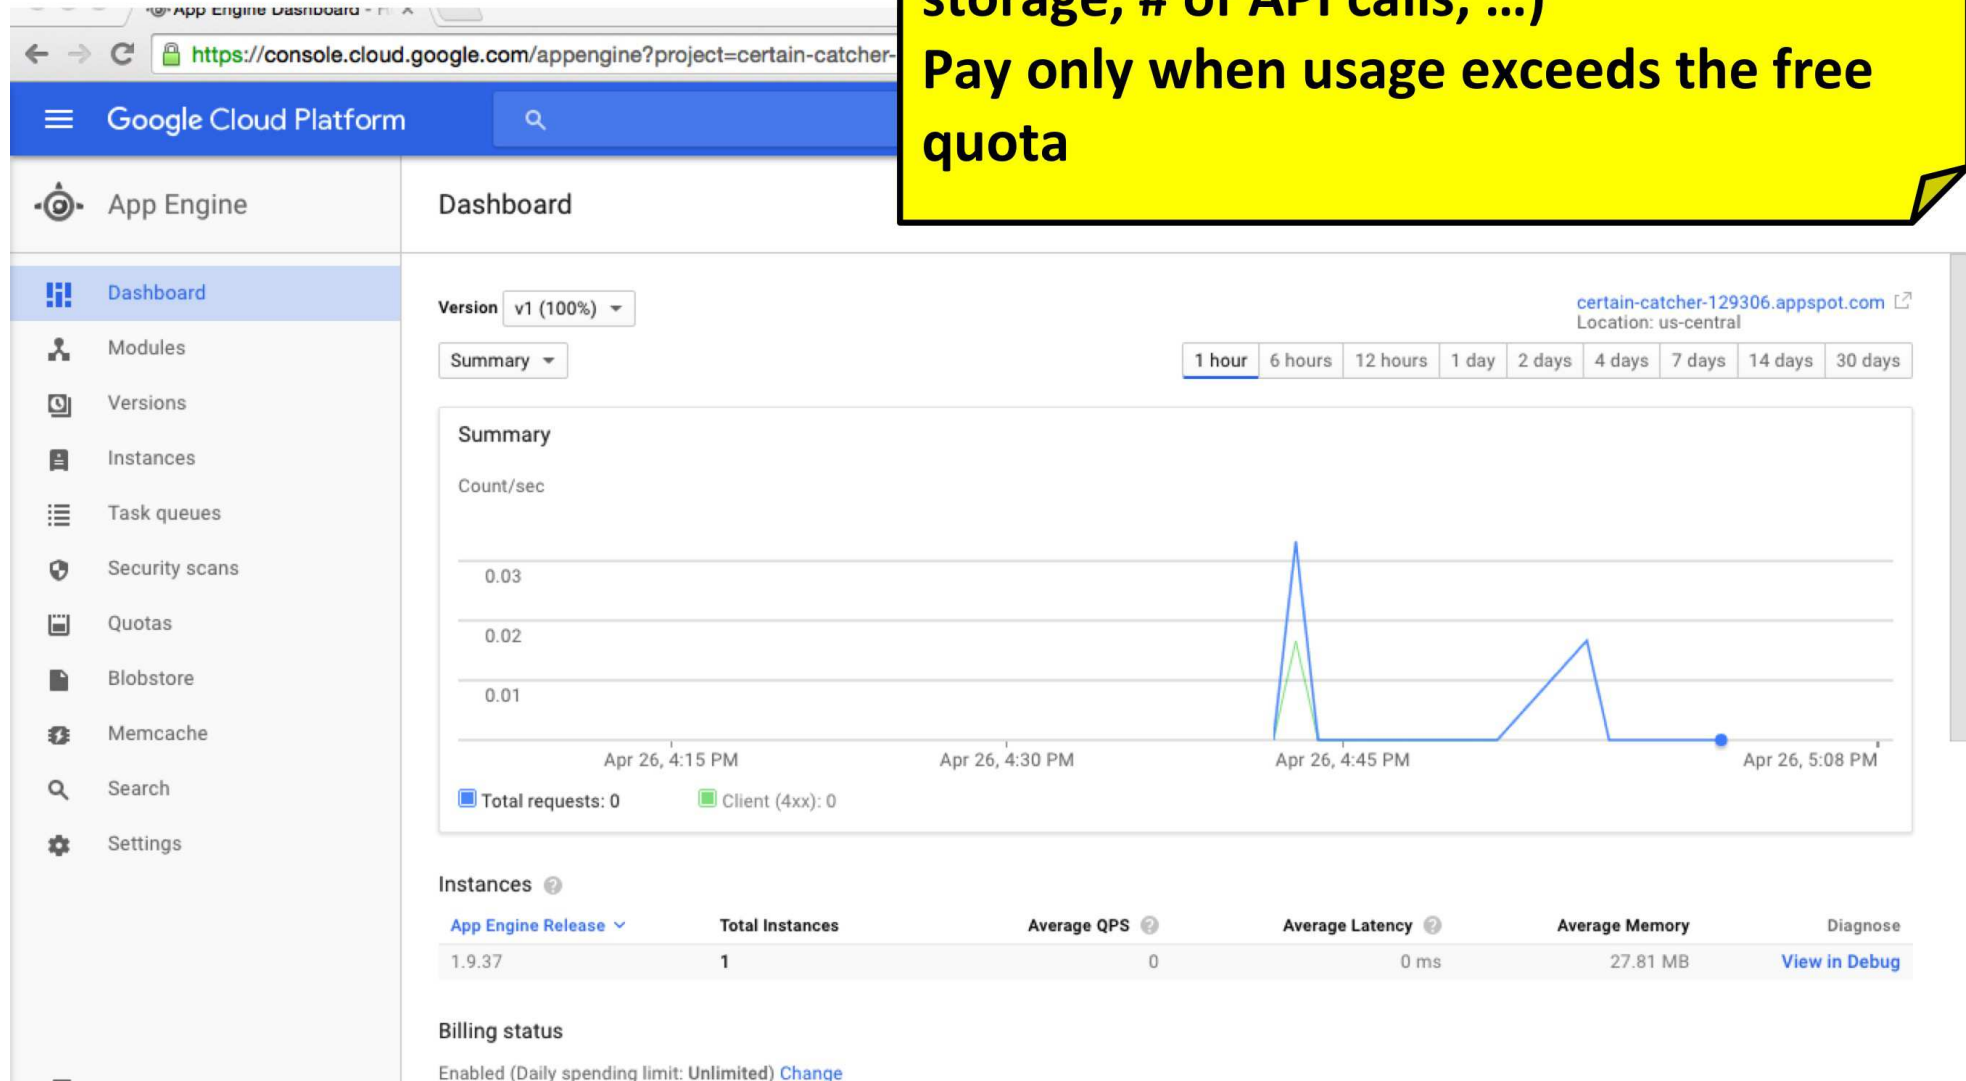 App Engine Dashboard -
storage, # of API calls, …)
https://console.cloud.google.com/appengine?project=certain-catcher-
Pay only when usage exceeds the free
quota
Google Cloud Platform
App Engine
Dashboard
Dashboard
Modules
Versions
Instances
Task queues
Security scans
Quotas
Blobstore
Memcache
Search
Settings
Version v1 (100%)
certain-catcher-129306.appspot.com
Location: us-central
Summary
1 hour 6 hours 12 hours 1 day 2 days 4 days 7 days 14 days 30 days
Summary
Count/sec
0.03
0.02
0.01
Apr 26, 4:15 PM Apr 26, 4:30 PM Apr 26, 4:45 PM Apr 26, 5:08 PM
Total requests: 0 Client (4xx): 0
Instances
App Engine Release Total Instances Average QPS Average Latency Average Memory Diagnose
1.9.37 1 0 0 ms 27.81 MB View in Debug
Billing status
Enabled (Daily spending limit: Unlimited) Change